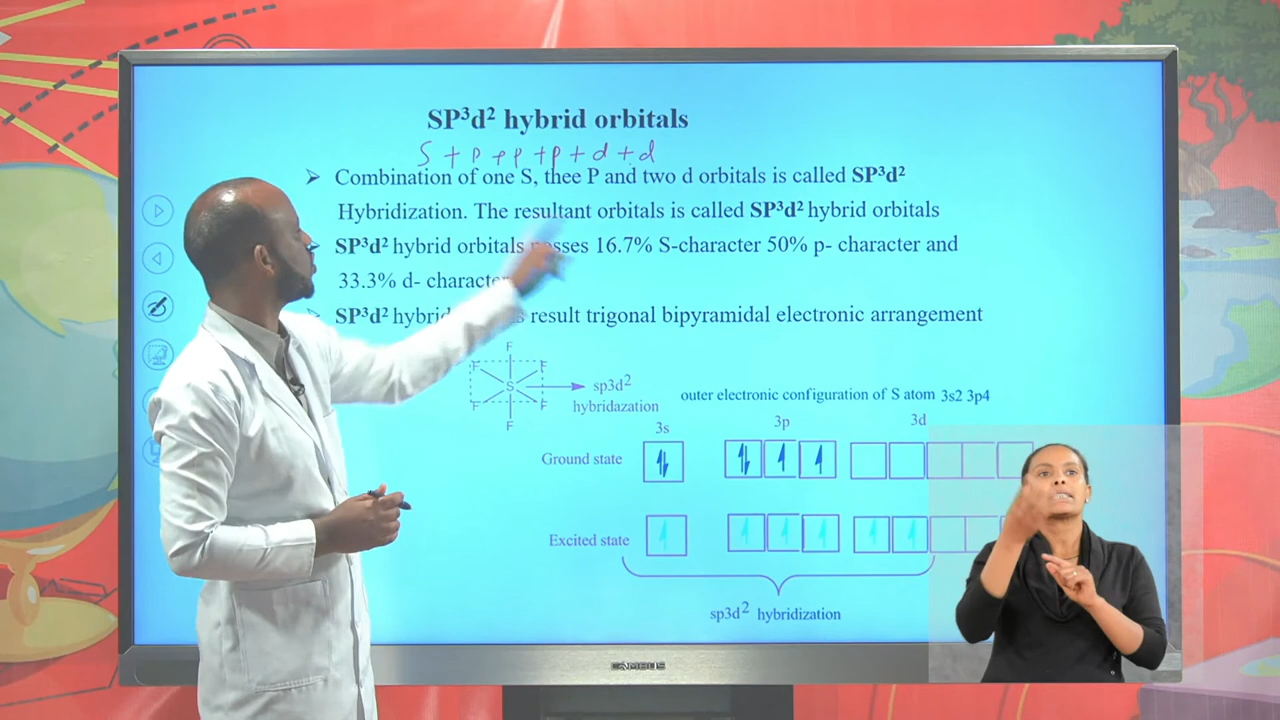 SP³d² hybrid orbitals
S + P + P + P + d + d
➢ Combination of one S, thee P and two d orbitals is called SP³d²
Hybridization. The resultant orbitals is called SP³d² hybrid orbitals
SP³d² hybrid orbitals 16.7% S-character 50% p- character and
33.3% d- character
SP³d² result trigonal bipyramidal electronic arrangement
F
F F
S sp3d²
F F hybridazation
F
outer electronic configuration of S atom 3s2 3p4
3s 3p 3d
Ground state
Excited state
sp3d² hybridization